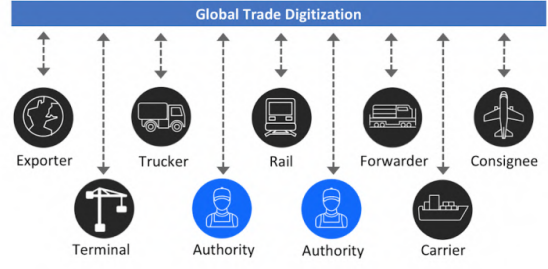 Global Trade Digitization
Exporter
Trucker
Rail
Forwarder
Consignee
Terminal
Authority
Authority
Carrier